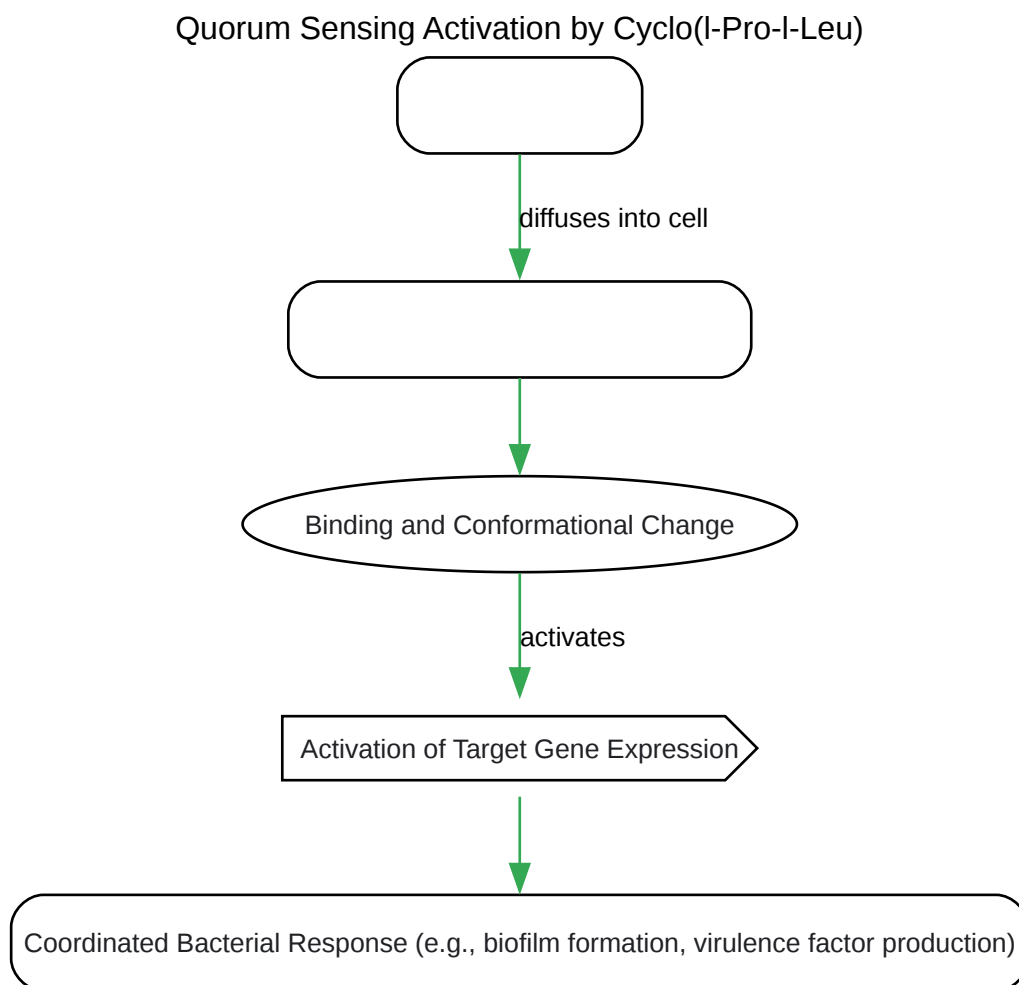 Quorum Sensing Activation by Cyclo(l-Pro-l-Leu)
diffuses into cell
Binding and Conformational Change
activates
Activation of Target Gene Expression
Coordinated Bacterial Response (e.g., biofilm formation, virulence factor production)